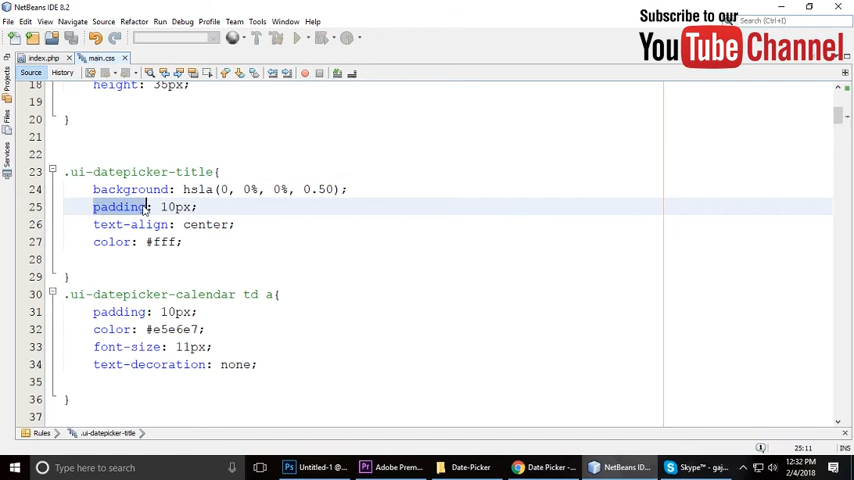 NetBeans IDE 8.2
File Edit View Navigate Source Refactor Run Debug Profile Team Tools Window Help
Search (Ctrl+I)
Subscribe to our
YouTube Channel
index.php
main.css
Source History
Projects
Files
Services
18 height: 35px;
19
20 }
21
22
23 .ui-datepicker-title{
24 background: hsla(0, 0%, 0%, 0.50);
25 padding: 10px;
26 text-align: center;
27 color: #fff;
28
29 }
30 .ui-datepicker-calendar td a{
31 padding: 10px;
32 color: #e5e6e7;
33 font-size: 11px;
34 text-decoration: none;
35
36 }
37
Rules .ui-datepicker-title
25:11 INS
Type here to search
Untitled-1 @ ...
Adobe Prem...
Date-Picker
Date Picker -...
NetBeans IDE ...
Skype™ - gaj...
12:32 PM
2/4/2018